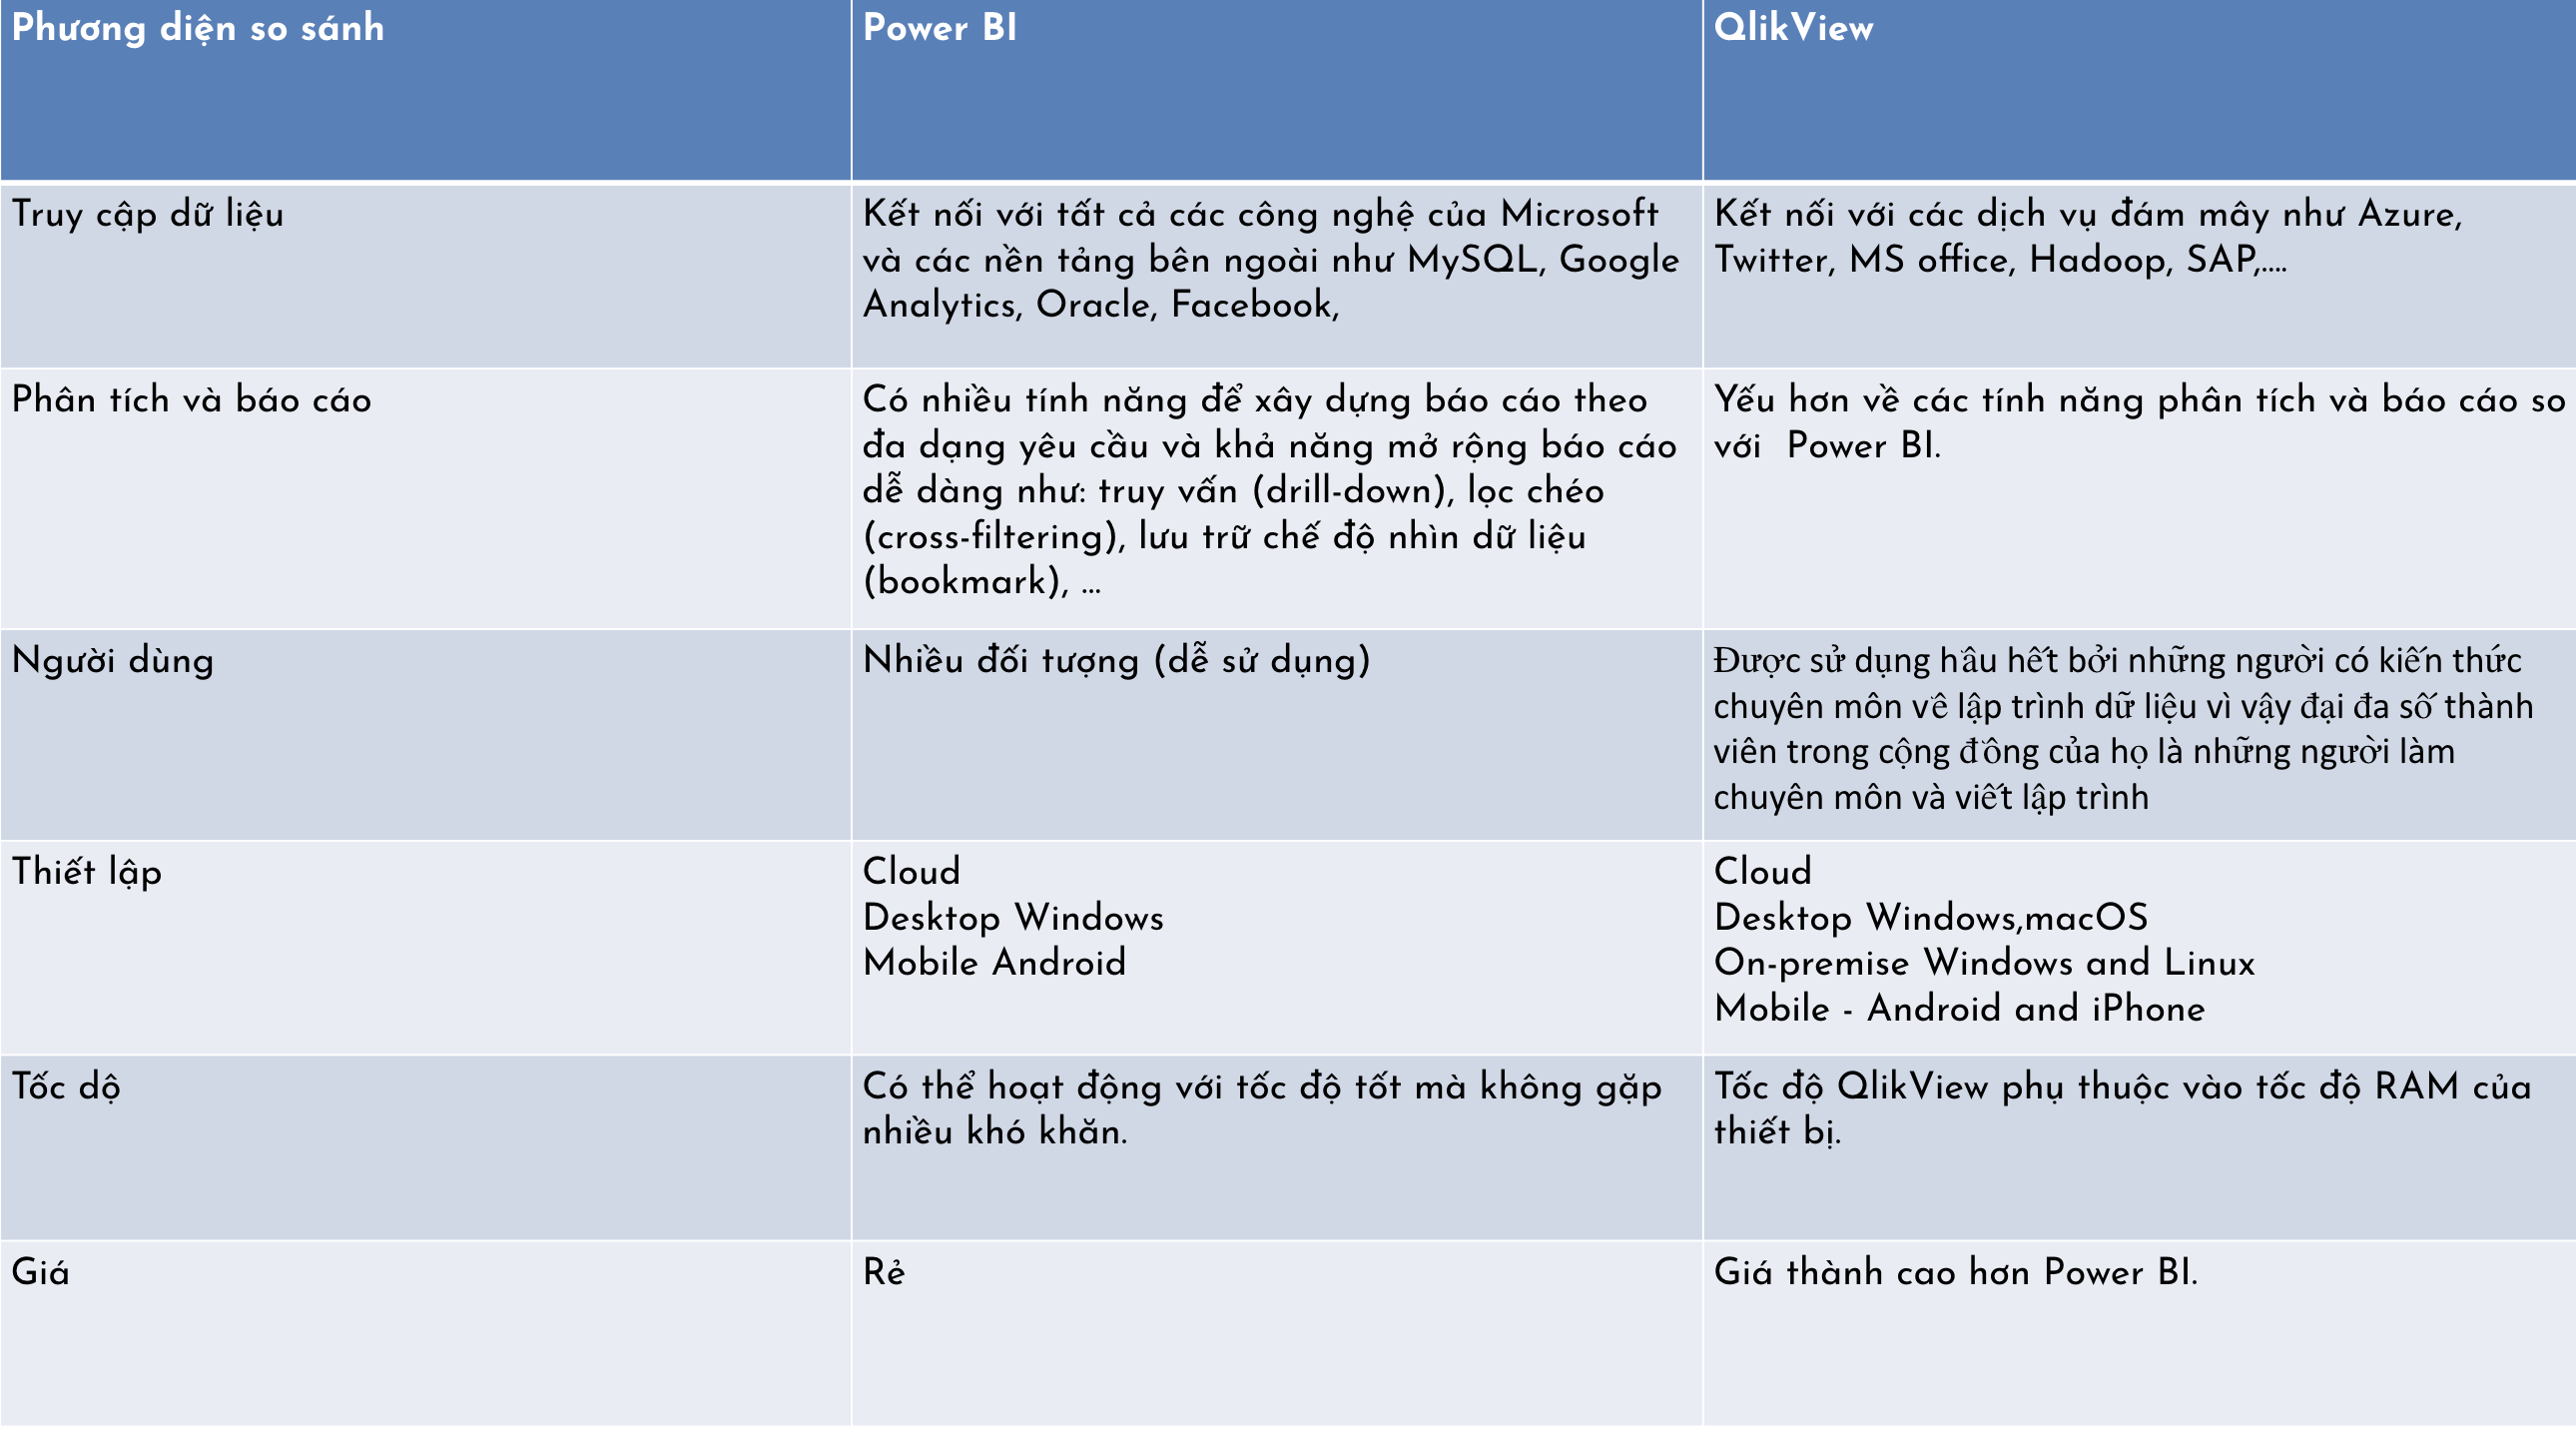 Phương diện so sánh
Power BI
QlikView
Truy cập dữ liệu
Kết nối với tất cả các công nghệ của Microsoft
và các nền tảng bên ngoài như MySQL, Google
Analytics, Oracle, Facebook,
Kết nối với các dịch vụ đám mây như Azure,
Twitter, MS office, Hadoop, SAP,....
Phân tích và báo cáo
Có nhiều tính năng để xây dựng báo cáo theo
đa dạng yêu cầu và khả năng mở rộng báo cáo
dễ dàng như: truy vấn (drill-down), lọc chéo
(cross-filtering), lưu trữ chế độ nhìn dữ liệu
(bookmark), ...
Yếu hơn về các tính năng phân tích và báo cáo so
với  Power BI.
Người dùng
Nhiều đối tượng (dễ sử dụng)
Được sử dụng hầu hết bởi những người có kiến thức
chuyên môn về lập trình dữ liệu vì vậy đại đa số thành
viên trong cộng đồng của họ là những người làm
chuyên môn và viết lập trình
Thiết lập
Cloud
Desktop Windows
Mobile Android
Cloud
Desktop Windows,macOS
On-premise Windows and Linux
Mobile - Android and iPhone
Tốc dộ
Có thể hoạt động với tốc độ tốt mà không gặp
nhiều khó khăn.
Tốc độ QlikView phụ thuộc vào tốc độ RAM của
thiết bị.
Giá
Rẻ
Giá thành cao hơn Power BI.